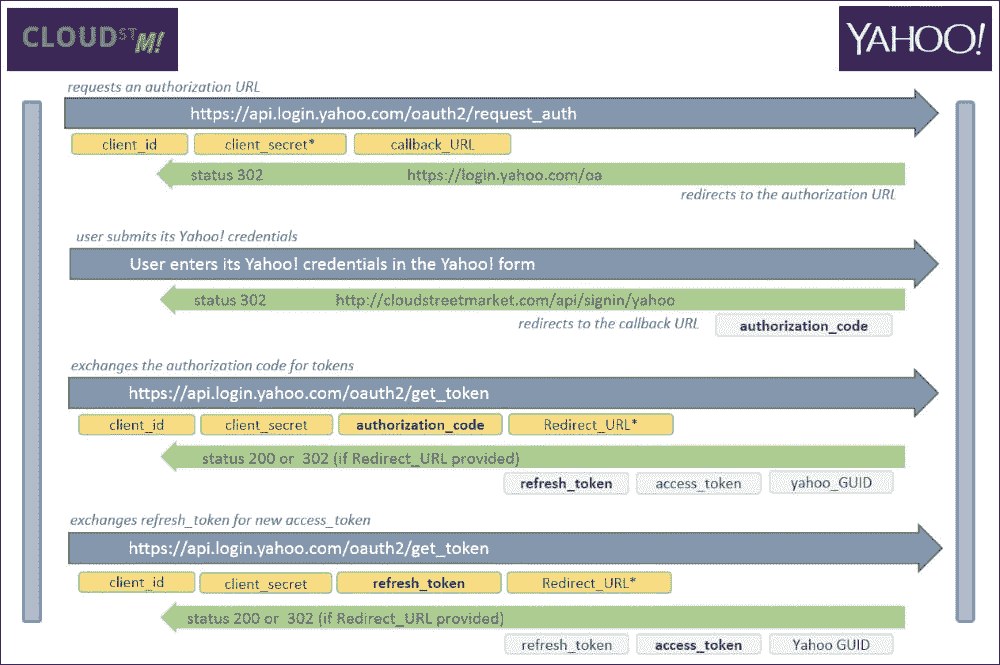 CLOUDST M!
YAHOO!
requests an authorization URL
https://api.login.yahoo.com/oauth2/request_auth
client_id client_secret* callback_URL
status 302 https://login.yahoo.com/oa
redirects to the authorization URL
user submits its Yahoo! credentials
User enters its Yahoo! credentials in the Yahoo! form
status 302 http://cloudstreetmarket.com/api/signin/yahoo
redirects to the callback URL authorization_code
exchanges the authorization code for tokens
https://api.login.yahoo.com/oauth2/get_token
client_id client_secret authorization_code Redirect_URL*
status 200 or 302 (if Redirect_URL provided)
refresh_token access_token yahoo_GUID
exchanges refresh_token for new access_token
https://api.login.yahoo.com/oauth2/get_token
client_id client_secret refresh_token Redirect_URL*
status 200 or 302 (if Redirect_URL provided)
refresh_token access_token Yahoo GUID